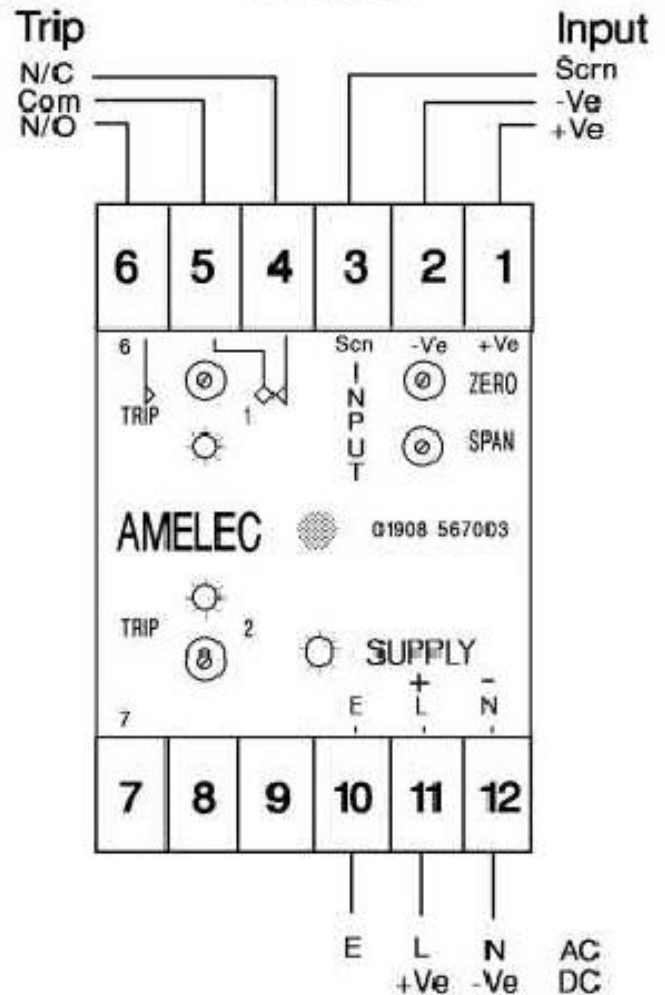 Trip Input
N/C Scrn
Com -Ve
N/O +Ve
6 5 4 3 2 1
6 Scn -Ve +Ve
ZERO
TRIP 1 INPUT
SPAN
AMELEC 01908 567003
TRIP 2
SUPPLY
+ -
E L N
7
7 8 9 10 11 12
E L N AC
+Ve -Ve DC